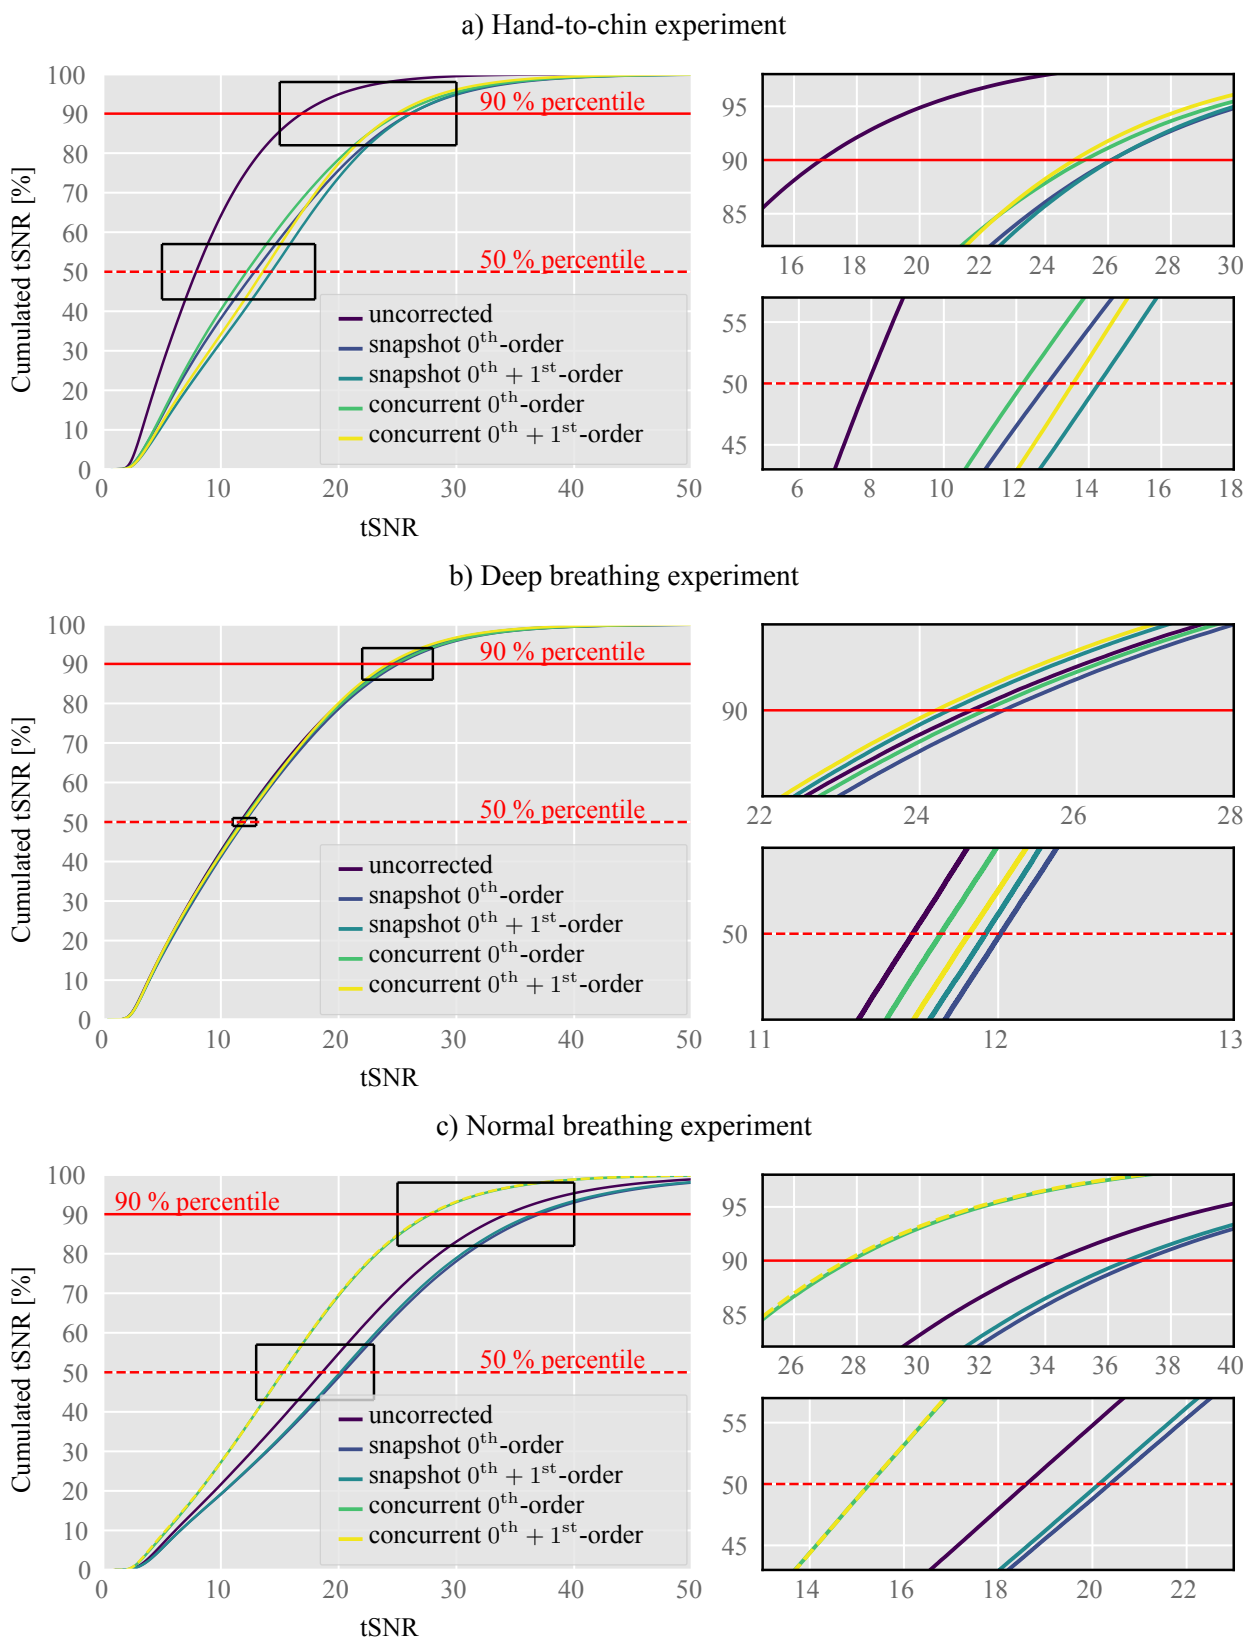 a) Hand-to-chin experiment
100
90
80
70
60
50
40
30
20
10
0
Cumulated tSNR [%]
90 % percentile
50 % percentile
uncorrected
snapshot 0th-order
snapshot 0th + 1st-order
concurrent 0th-order
concurrent 0th + 1st-order
0 10 20 30 40 50
tSNR
95
90
85
16 18 20 22 24 26 28 30
55
50
45
6 8 10 12 14 16 18
b) Deep breathing experiment
100
90
80
70
60
50
40
30
20
10
0
Cumulated tSNR [%]
90 % percentile
50 % percentile
uncorrected
snapshot 0th-order
snapshot 0th + 1st-order
concurrent 0th-order
concurrent 0th + 1st-order
0 10 20 30 40 50
tSNR
90
22 24 26 28
50
11 12 13
c) Normal breathing experiment
100
90
80
70
60
50
40
30
20
10
0
Cumulated tSNR [%]
90 % percentile
50 % percentile
uncorrected
snapshot 0th-order
snapshot 0th + 1st-order
concurrent 0th-order
concurrent 0th + 1st-order
0 10 20 30 40 50
tSNR
95
90
85
26 28 30 32 34 36 38 40
55
50
45
14 16 18 20 22